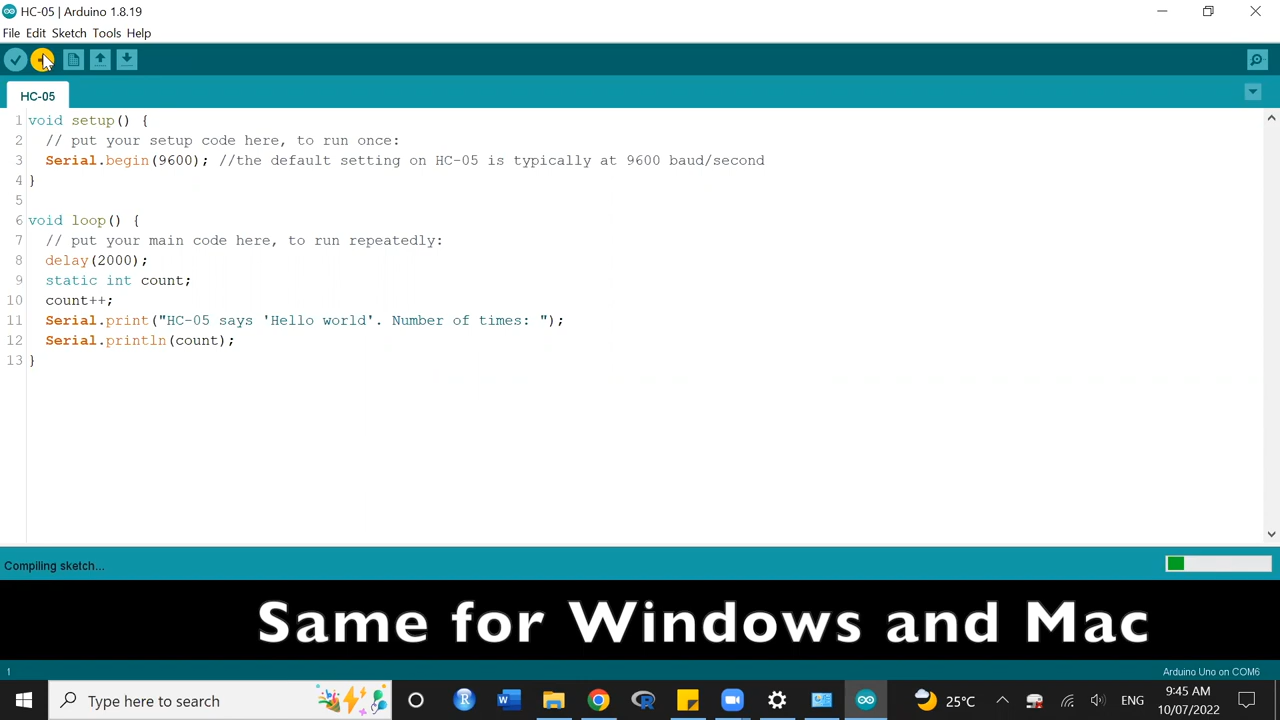 HC-05 | Arduino 1.8.19
File Edit Sketch Tools Help
HC-05
1 void setup() {
2 // put your setup code here, to run once:
3 Serial.begin(9600); //the default setting on HC-05 is typically at 9600 baud/second
4 }
5
6 void loop() {
7 // put your main code here, to run repeatedly:
8 delay(2000);
9 static int count;
10 count++;
11 Serial.print("HC-05 says 'Hello world'. Number of times: ");
12 Serial.println(count);
13 }
Compiling sketch...
Same for Windows and Mac
1 Arduino Uno on COM6
Type here to search
25°C ENG 9:45 AM
10/07/2022